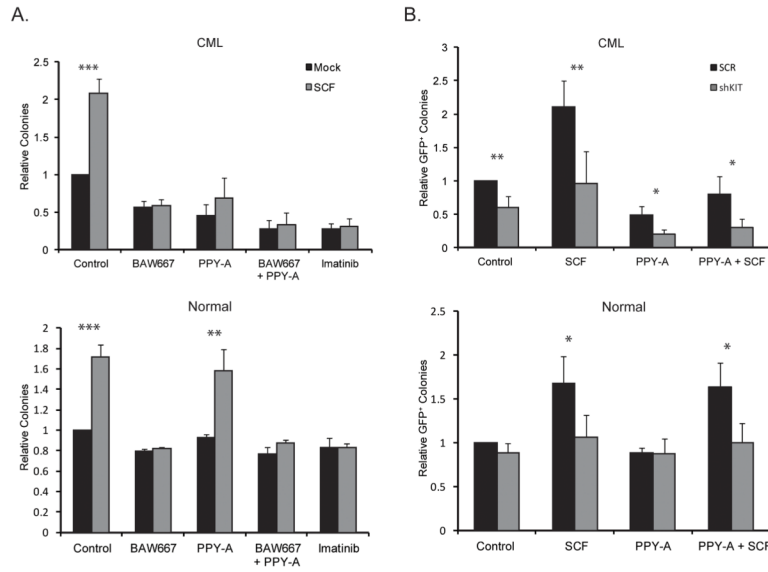 A.
CML
Relative Colonies
2.5
2
1.5
1
0.5
0
***
Mock
SCF
Control
BAW667
PPY-A
BAW667
+ PPY-A
Imatinib
Normal
Relative Colonies
2
1.8
1.6
1.4
1.2
1
0.8
0.6
0.4
0.2
0
***
**
Control
BAW667
PPY-A
BAW667
+ PPY-A
Imatinib
B.
CML
Relative GFP⁺ Colonies
3
2.5
2
1.5
1
0.5
0
**
**
*
*
SCR
shKIT
Control
SCF
PPY-A
PPY-A + SCF
Normal
Relative GFP⁺ Colonies
2.5
2
1.5
1
0.5
0
*
*
Control
SCF
PPY-A
PPY-A + SCF